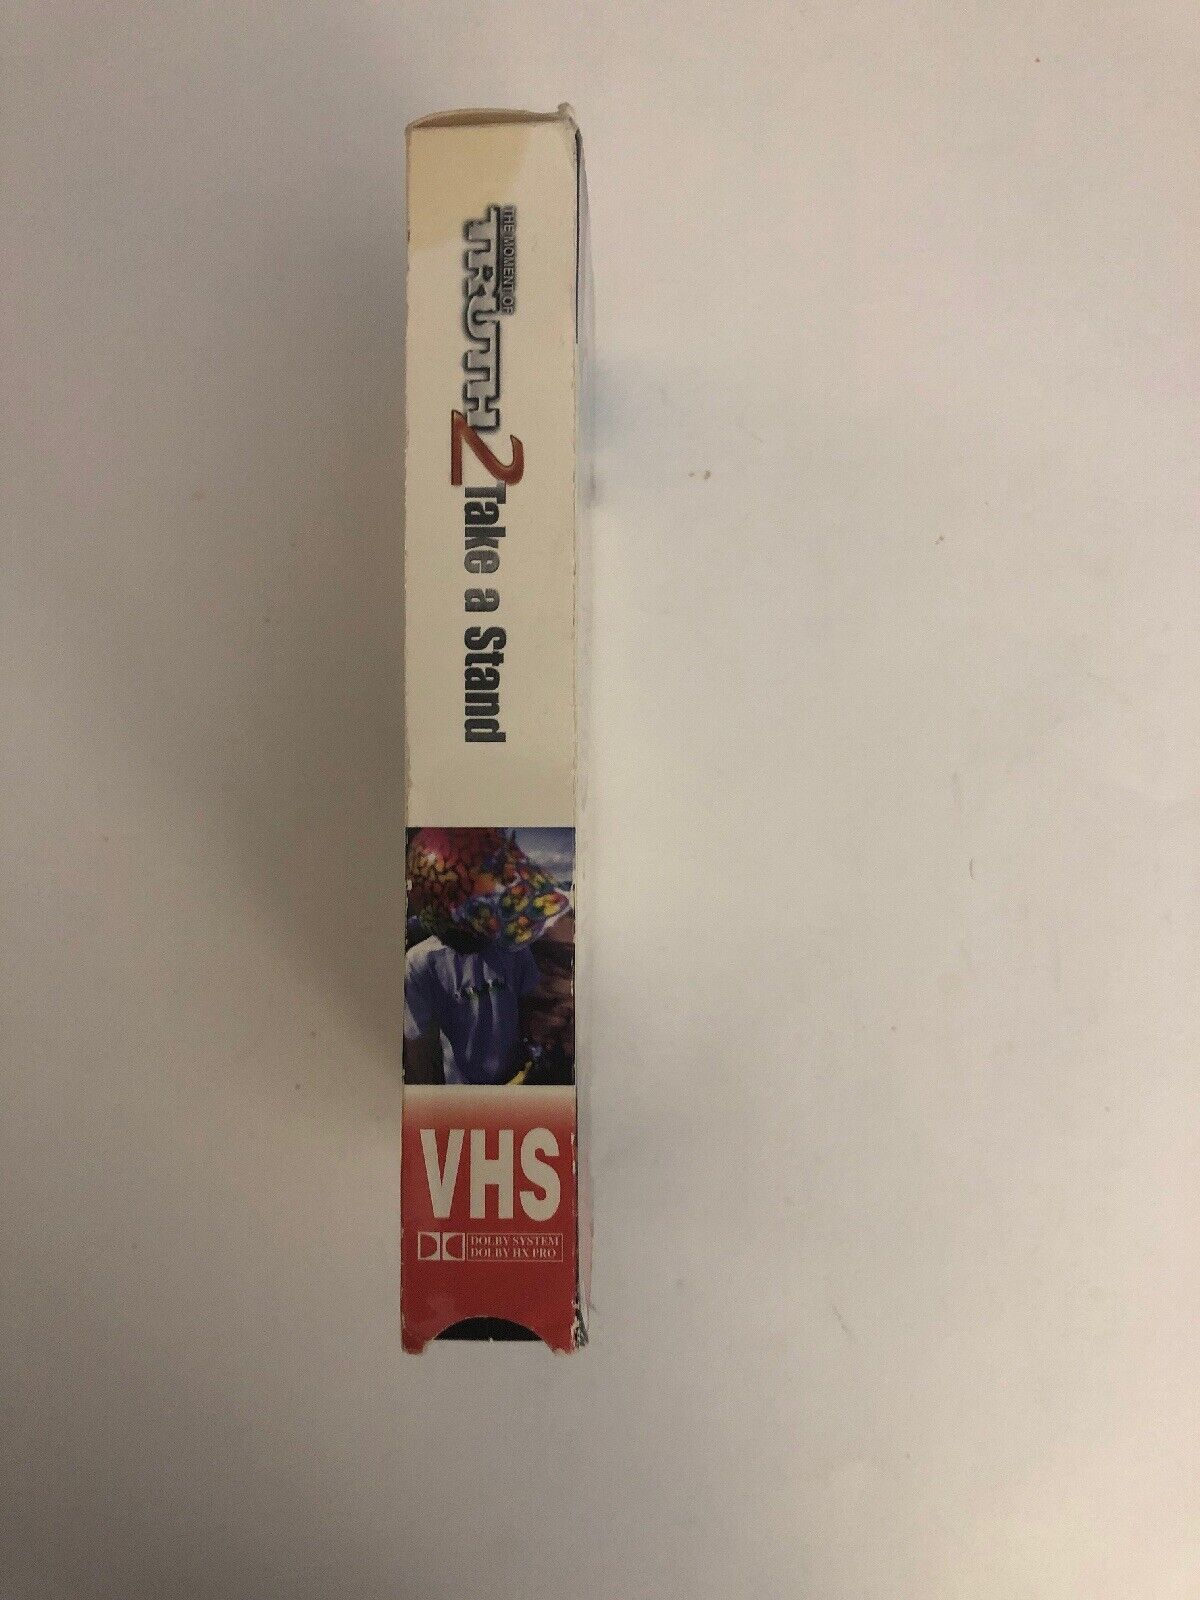 THE MOMENT OF
TRUTH 2
Take a Stand
VHS
DOLBY SYSTEM
DOLBY HX PRO